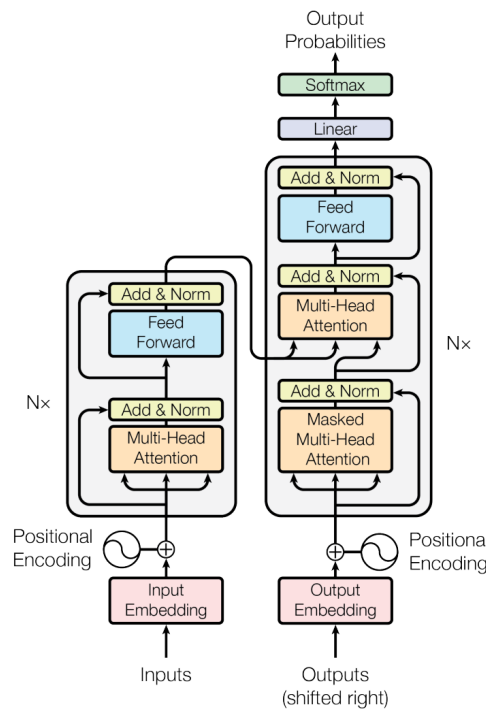 Output
Probabilities
Softmax
Linear
Add & Norm
Feed
Forward
Add & Norm
Multi-Head
Attention
Add & Norm
Masked
Multi-Head
Attention
Nx
Add & Norm
Feed
Forward
Add & Norm
Multi-Head
Attention
N×
Positional
Encoding
Positiona
Encoding
Input
Embedding
Output
Embedding
Inputs
Outputs
(shifted right)